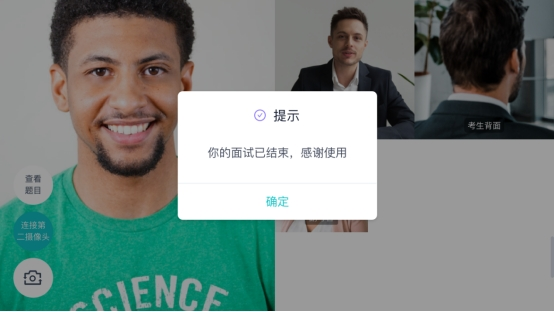 提示
你的面试已结束，感谢使用
确定
考生背面
查看
题目
连接第
二摄像头
SCIENCE